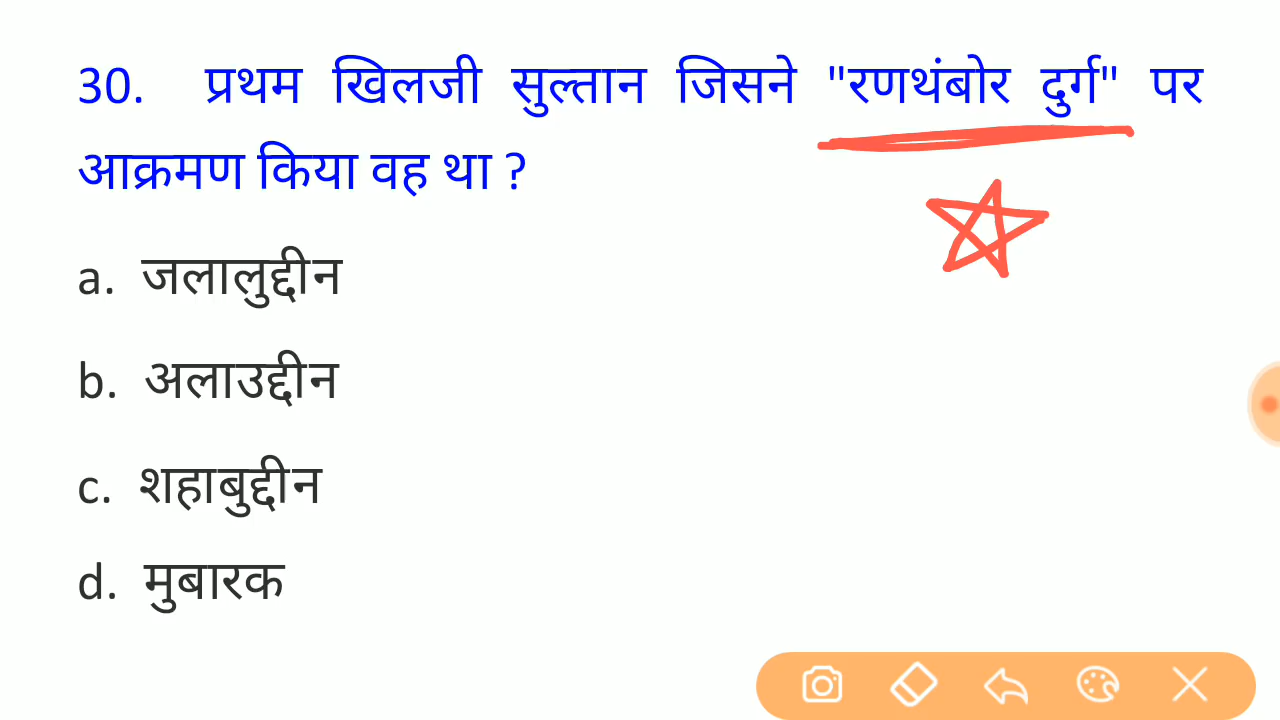 30. प्रथम खिलजी सुल्तान जिसने "रणथंबोर दुर्ग" पर
आक्रमण किया वह था ?
a. जलालुद्दीन
b. अलाउद्दीन
c. शहाबुद्दीन
d. मुबारक